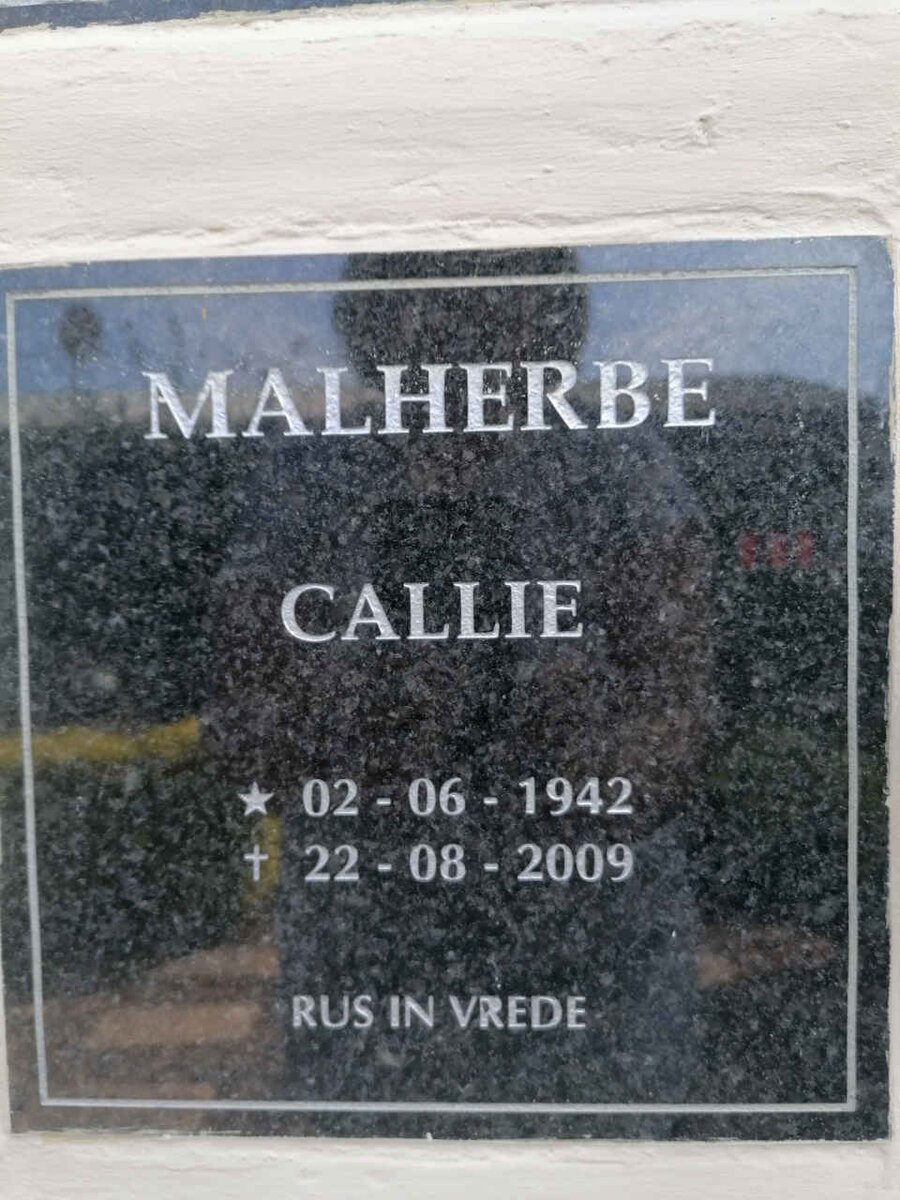 MALHERBE
CALLIE
★ 02 - 06 - 1942
✝ 22 - 08 - 2009
RUS IN VREDE